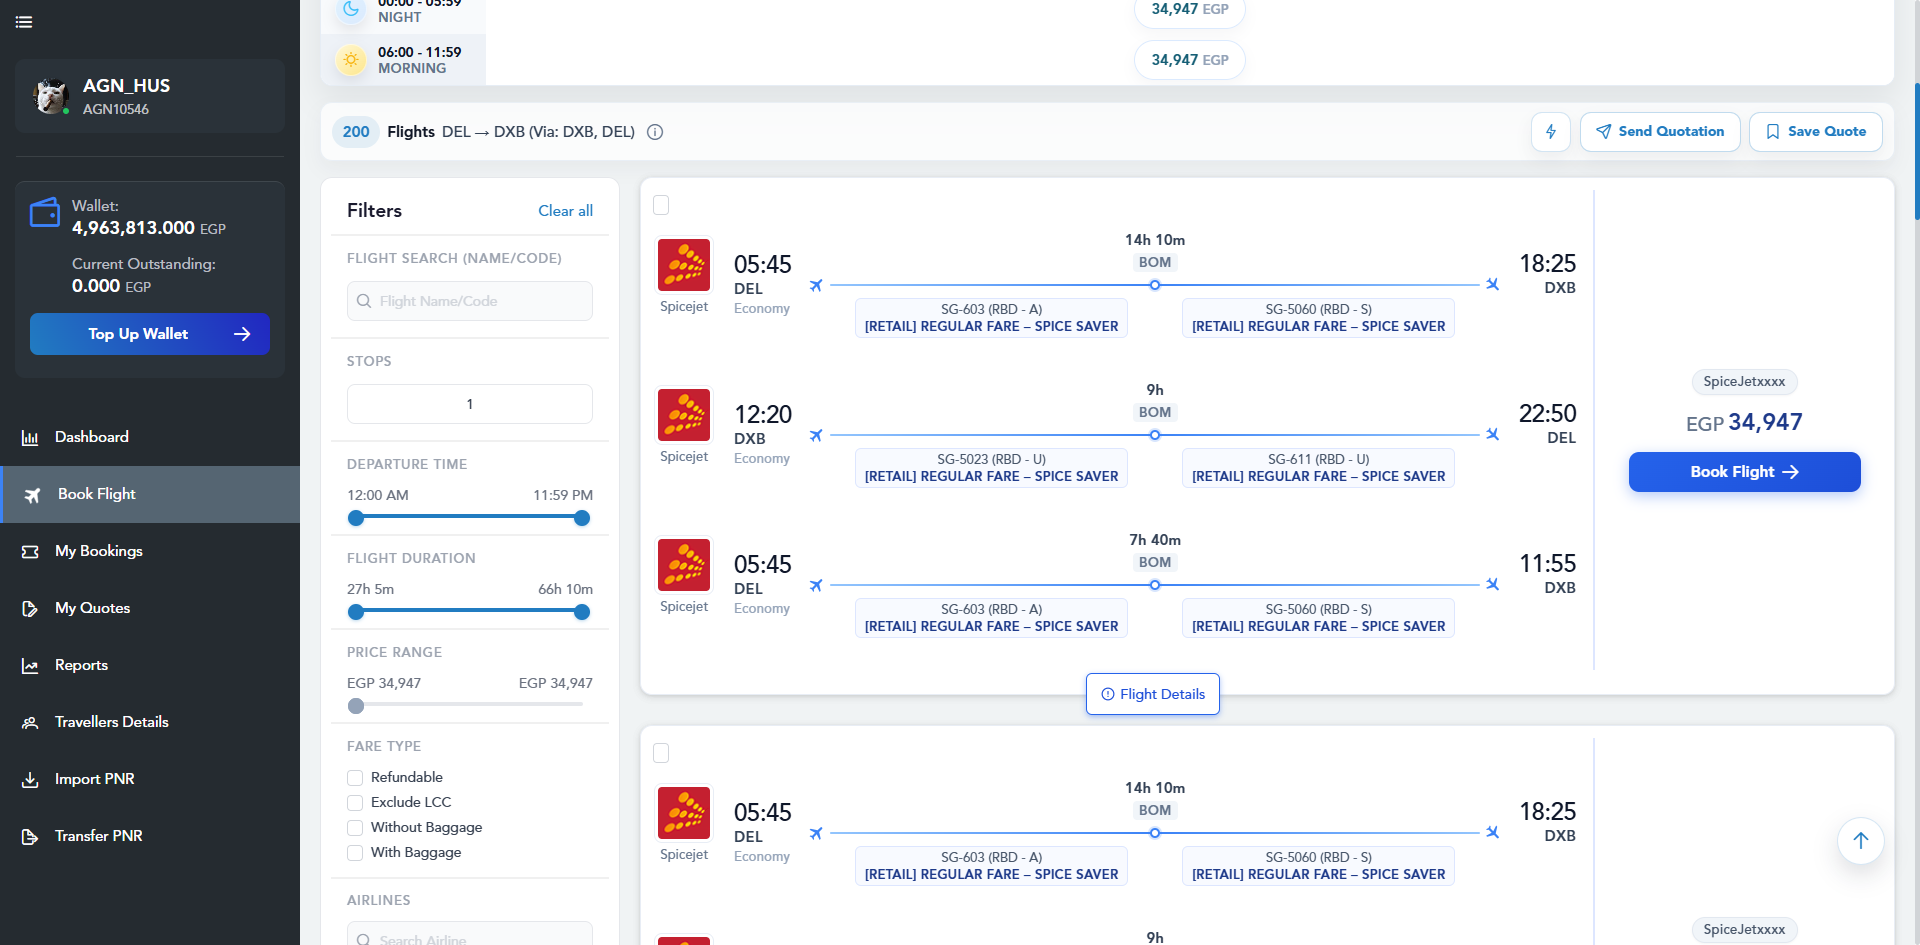 AGN_HUS
AGN10546
Wallet:
4,963,813.000 EGP
Current Outstanding:
0.000 EGP
Top Up Wallet
Dashboard
Book Flight
My Bookings
My Quotes
Reports
Travellers Details
Import PNR
Transfer PNR
00:00 - 05:59
NIGHT
34,947 EGP
06:00 - 11:59
MORNING
34,947 EGP
200 Flights DEL → DXB (Via: DXB, DEL)
Send Quotation
Save Quote
Filters
Clear all
FLIGHT SEARCH (NAME/CODE)
Flight Name/Code
STOPS
1
DEPARTURE TIME
12:00 AM 11:59 PM
FLIGHT DURATION
27h 5m 66h 10m
PRICE RANGE
EGP 34,947 EGP 34,947
FARE TYPE
Refundable
Exclude LCC
Without Baggage
With Baggage
AIRLINES
Search Airline
Spicejet
05:45
DEL
Economy
14h 10m
BOM
SG-603 (RBD - A)
[RETAIL] REGULAR FARE – SPICE SAVER
SG-5060 (RBD - S)
[RETAIL] REGULAR FARE – SPICE SAVER
18:25
DXB
Spicejet
12:20
DXB
Economy
9h
BOM
SG-5023 (RBD - U)
[RETAIL] REGULAR FARE – SPICE SAVER
SG-611 (RBD - U)
[RETAIL] REGULAR FARE – SPICE SAVER
22:50
DEL
Spicejet
05:45
DEL
Economy
7h 40m
BOM
SG-603 (RBD - A)
[RETAIL] REGULAR FARE – SPICE SAVER
SG-5060 (RBD - S)
[RETAIL] REGULAR FARE – SPICE SAVER
11:55
DXB
SpiceJetxxxx
EGP 34,947
Book Flight
Flight Details
Spicejet
05:45
DEL
Economy
14h 10m
BOM
SG-603 (RBD - A)
[RETAIL] REGULAR FARE – SPICE SAVER
SG-5060 (RBD - S)
[RETAIL] REGULAR FARE – SPICE SAVER
18:25
DXB
9h
SpiceJetxxxx